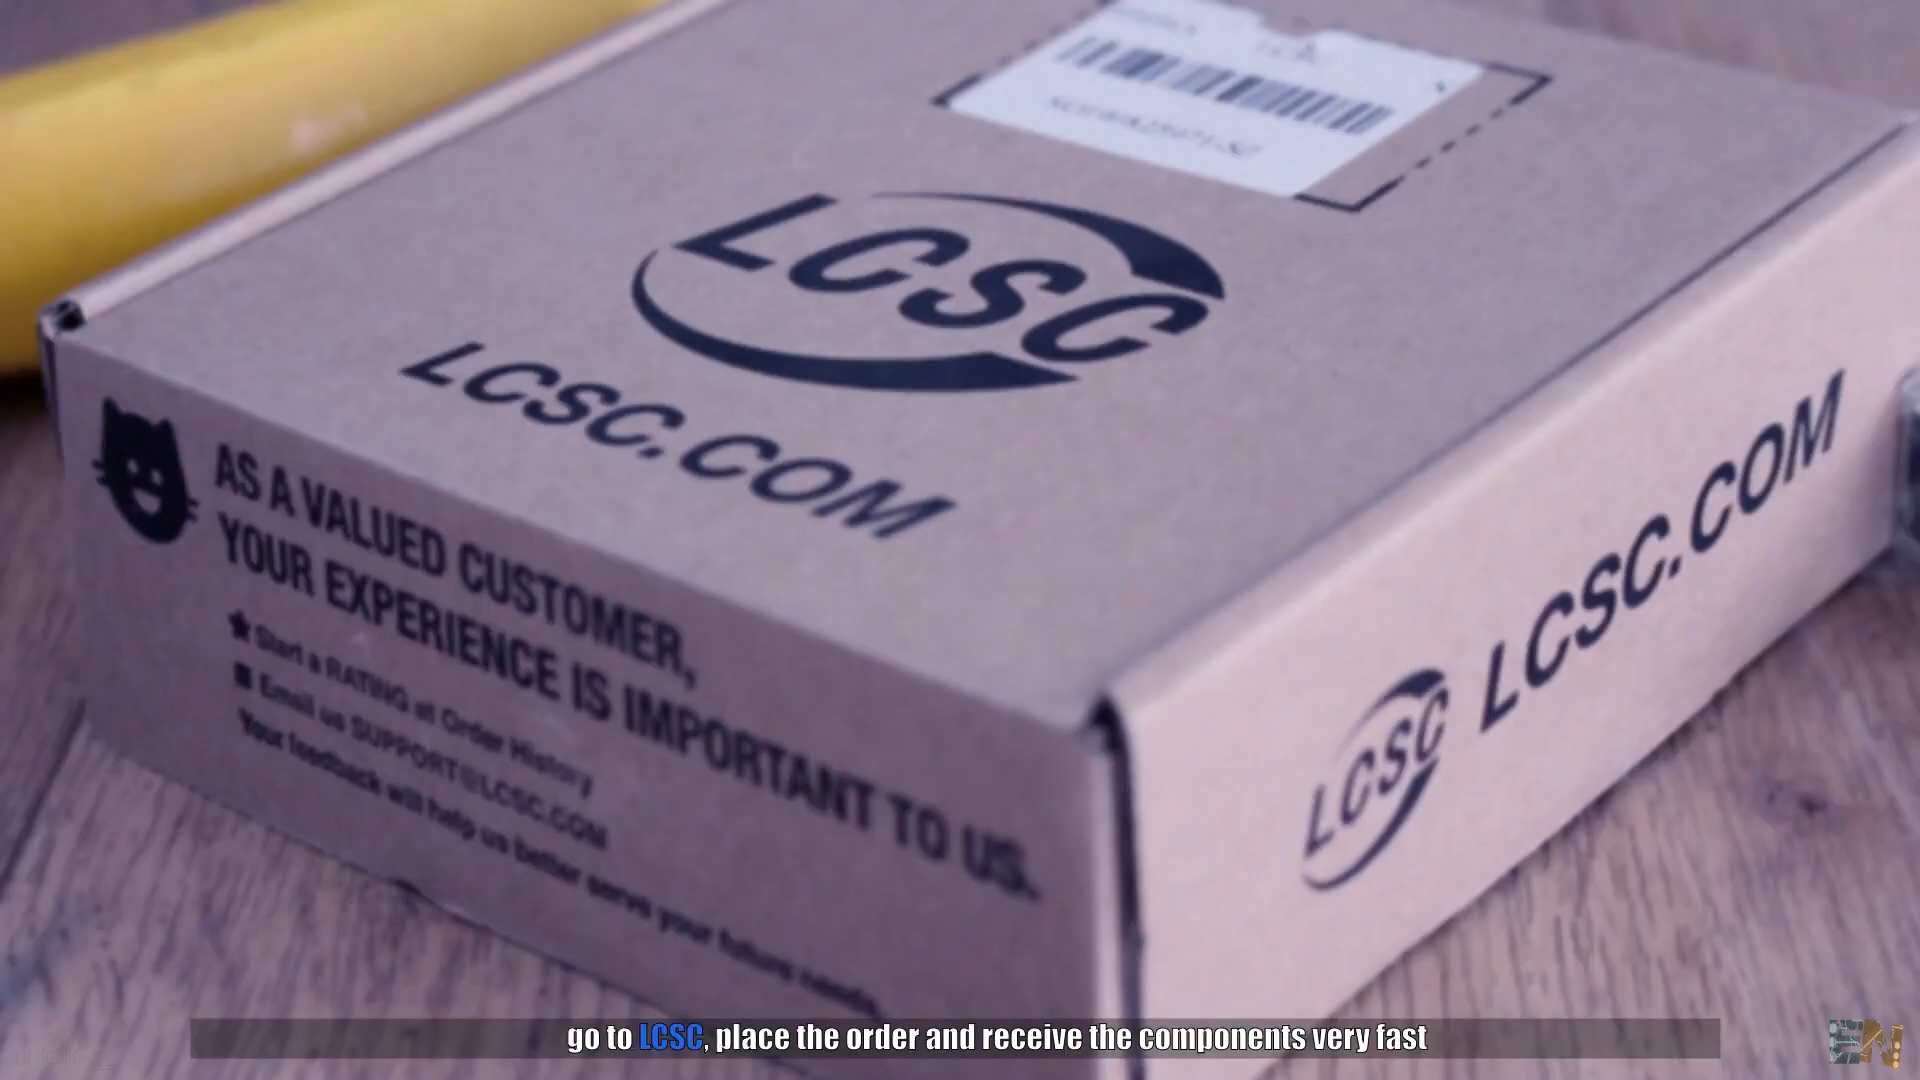 LCSC
LCSC.COM
AS A VALUED CUSTOMER,
YOUR EXPERIENCE IS IMPORTANT TO US.
Start a RATING at Order History
Email us SUPPORT@LCSC.COM
Your feedback will help us better serve your future needs.
LCSC
LCSC.COM
go to LCSC, place the order and receive the components very fast
EN